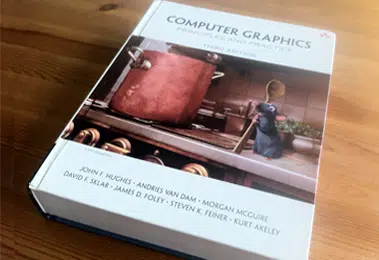 COMPUTER GRAPHICS
PRINCIPLES AND PRACTICE
THIRD EDITION
JOHN F. HUGHES · ANDRIES VAN DAM · MORGAN MCGUIRE
DAVID F. SKLAR · JAMES D. FOLEY · STEVEN K. FEINER · KURT AKELEY